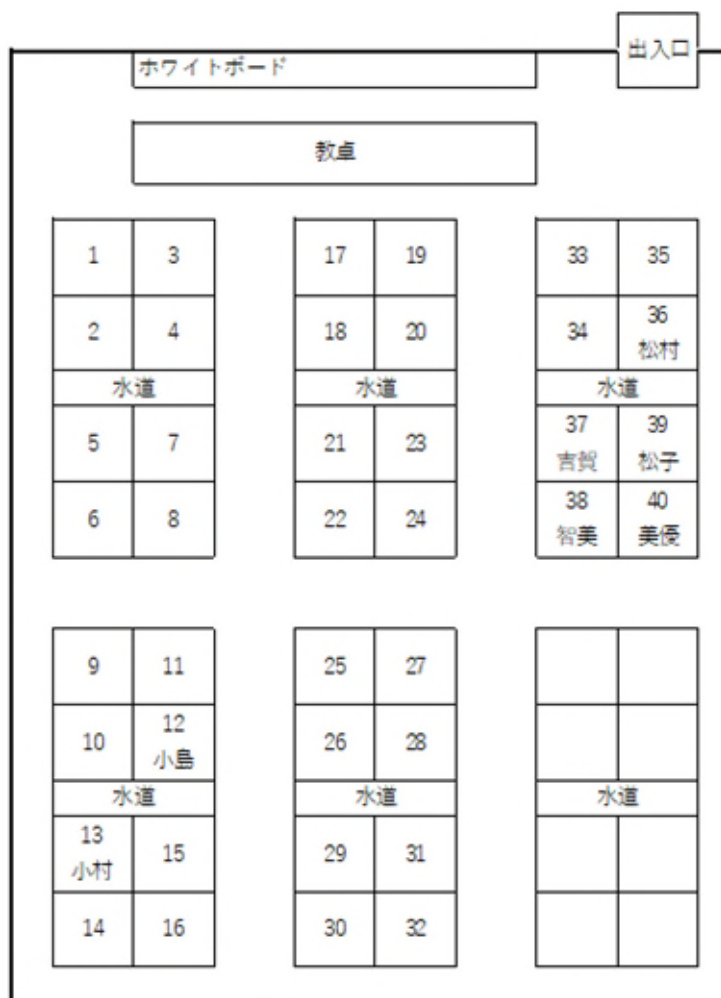 出入口
ホワイトボード
教卓
1 3 17 19 33 35
2 4 18 20 34 36
松村
水道 水道 水道
5 7 21 23 37 39
吉賀 松子
6 8 22 24 38 40
智美 美優
9 11 25 27
10 12 26 28
小島
水道 水道 水道
13 15 29 31
小村
14 16 30 32